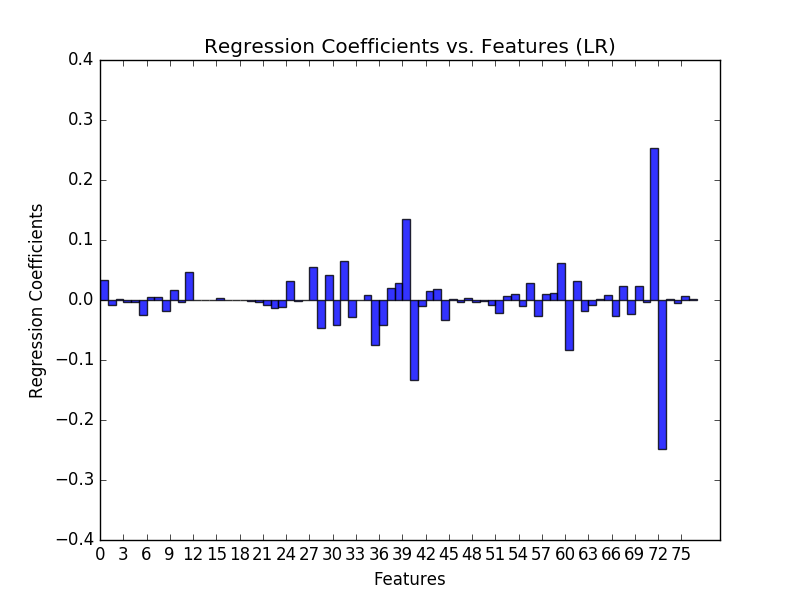 Regression Coefficients vs. Features (LR)
0.4
0.3
0.2
0.1
0.0
−0.1
−0.2
−0.3
−0.4
Regression Coefficients
0 3 6 9 12 15 18 21 24 27 30 33 36 39 42 45 48 51 54 57 60 63 66 69 72 75
Features